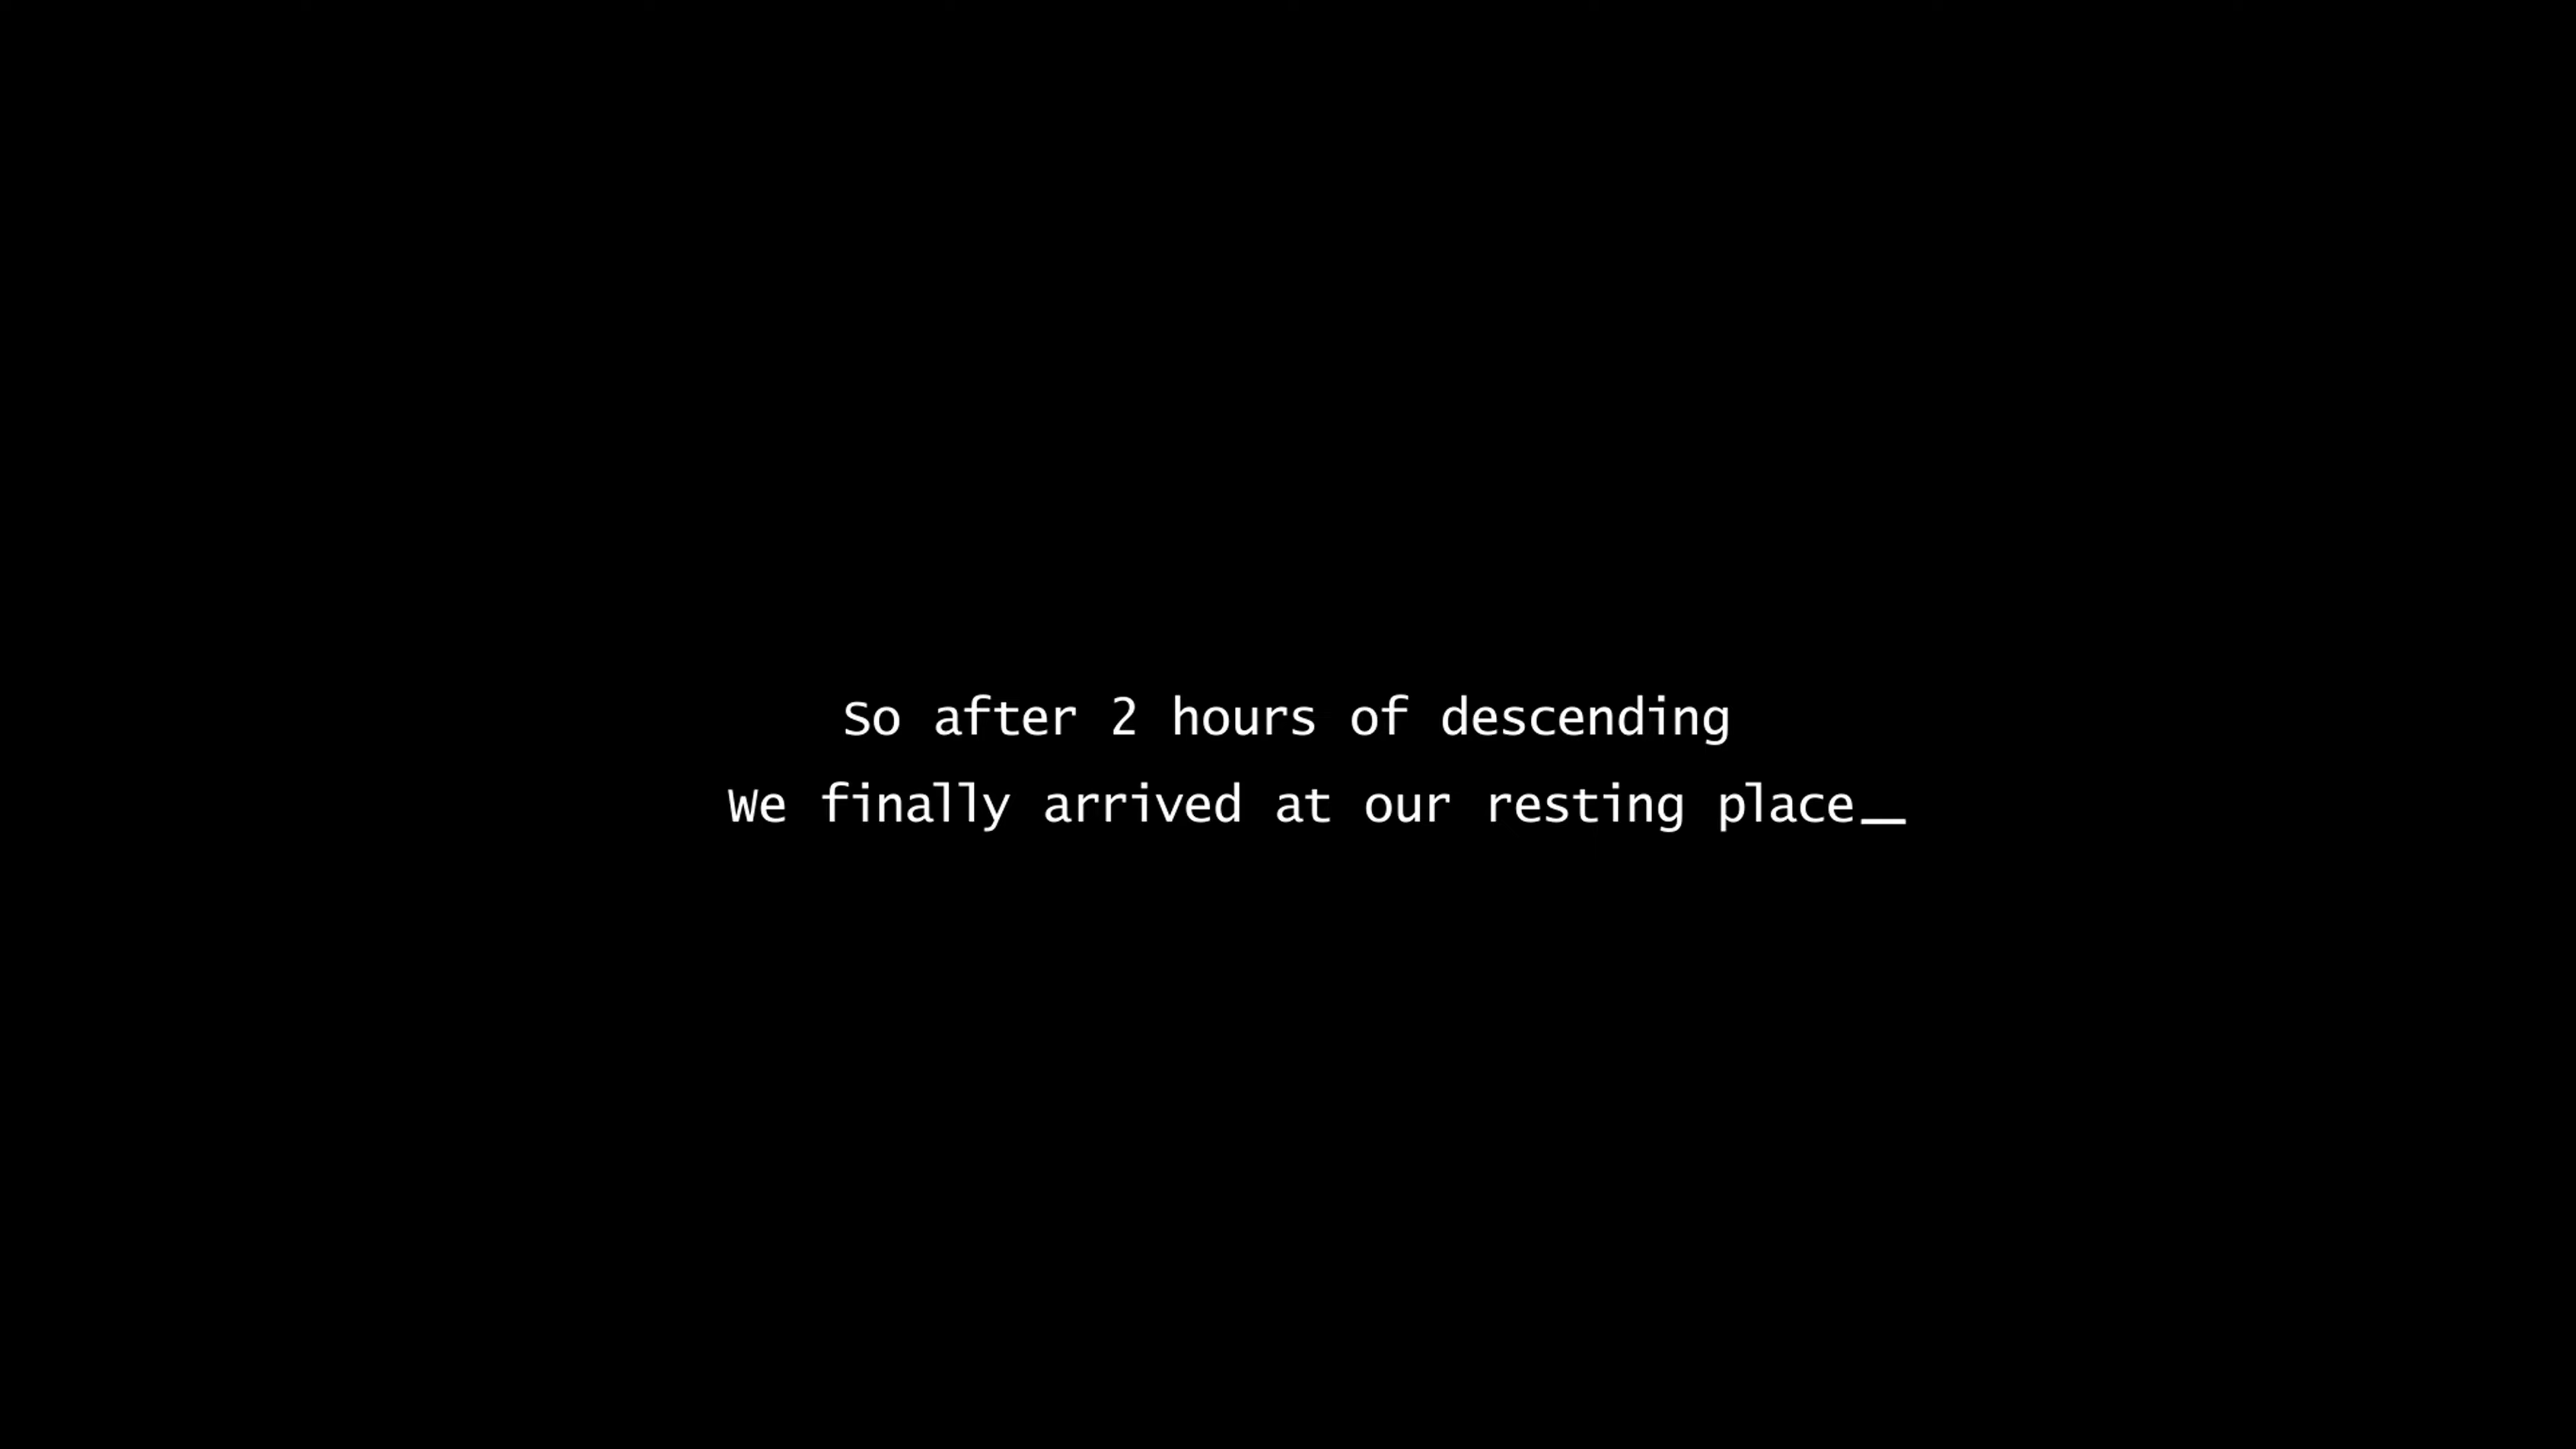 So after 2 hours of descending
We finally arrived at our resting place_